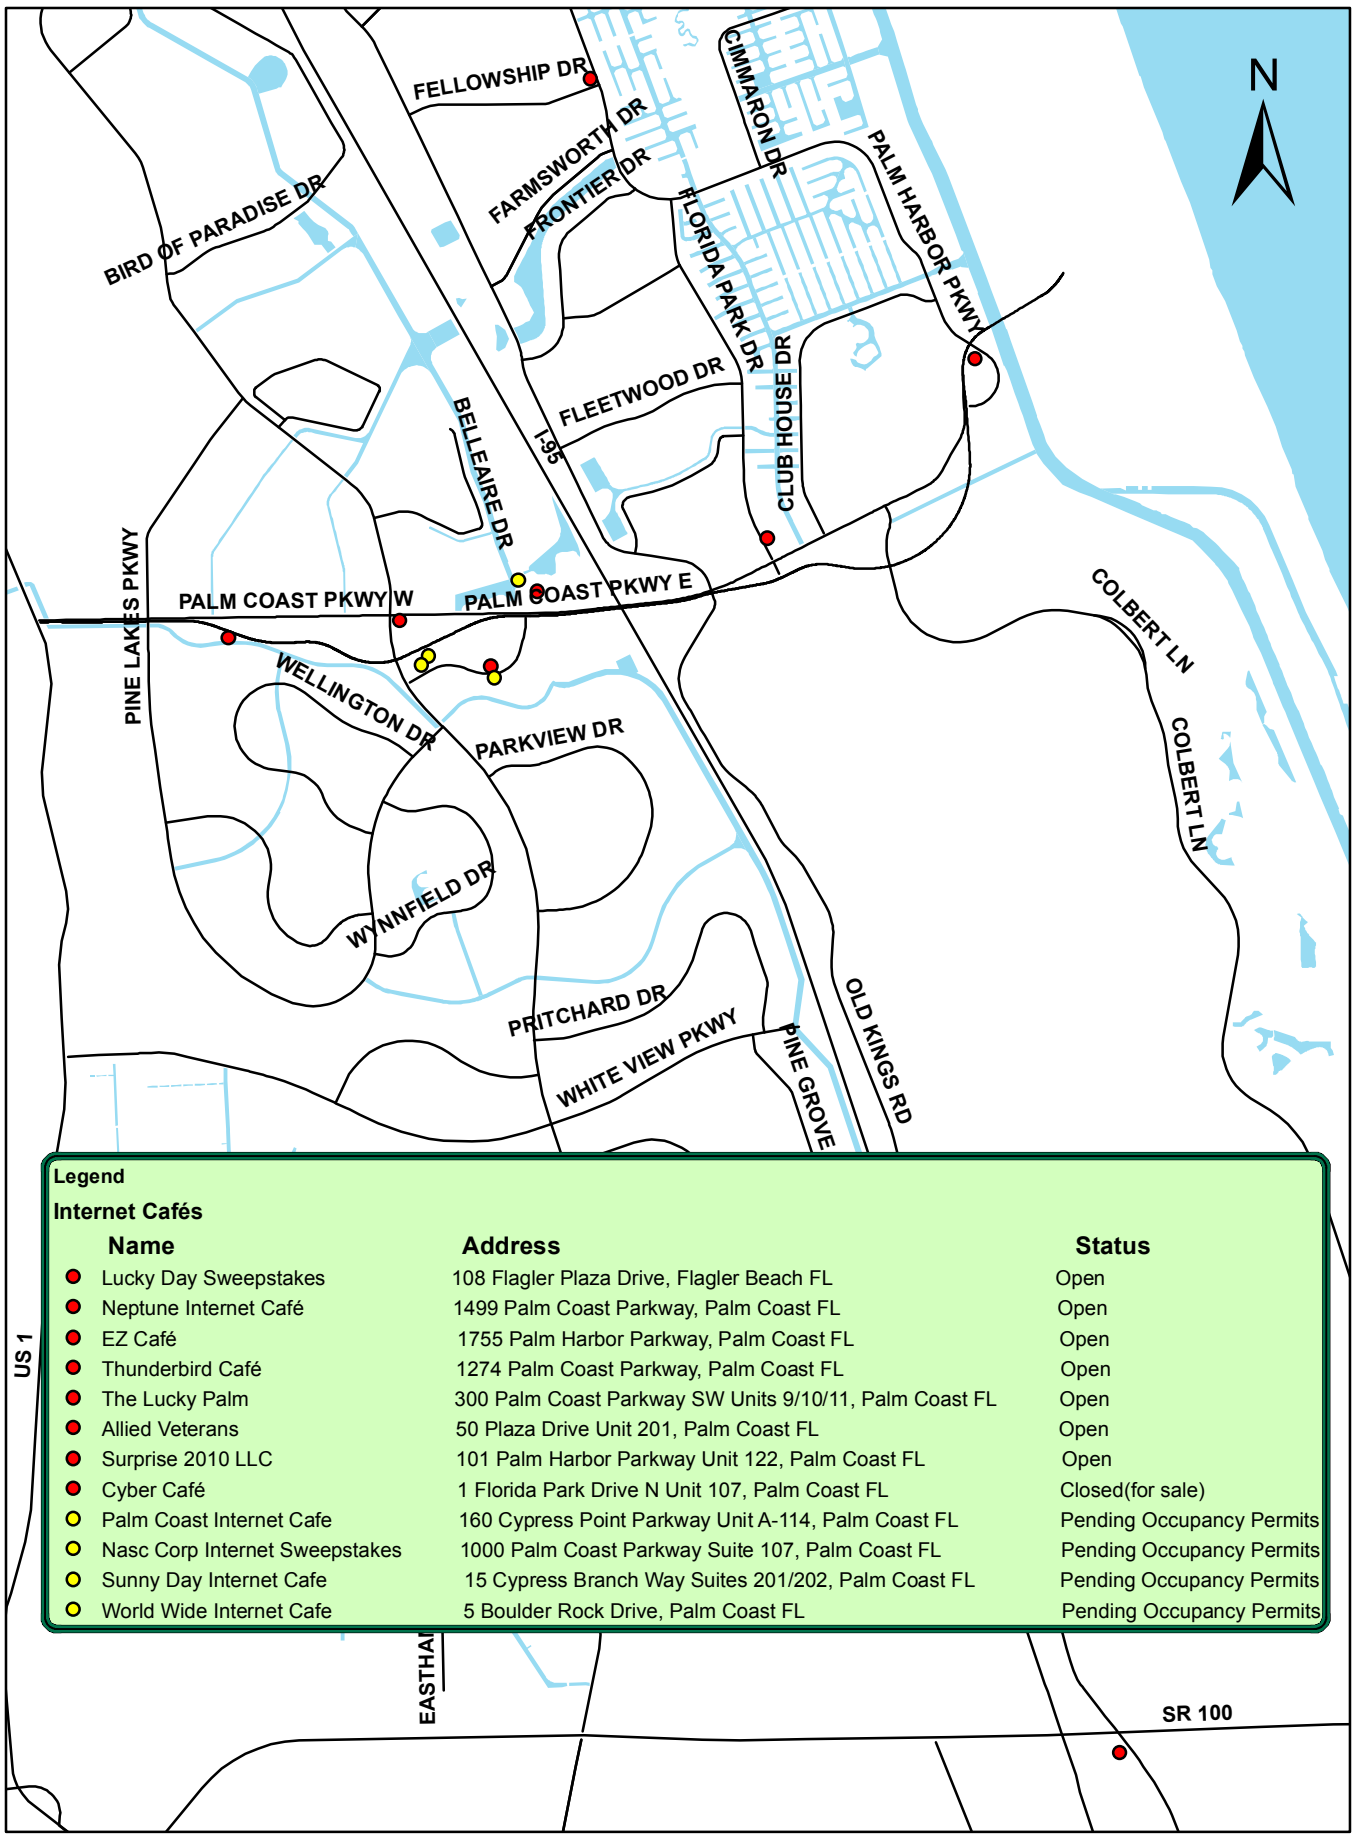 N
FELLOWSHIP DR
CIMMARON DR
FARMSWORTH DR
FRONTIER DR
PALM HARBOR PKWY
BIRD OF PARADISE DR
FLORIDA PARK DR
FLEETWOOD DR
CLUB HOUSE DR
BELLEAIRE DR
I-95
PINE LAKES PKWY
PALM COAST PKWY W
PALM COAST PKWY E
COLBERT LN
WELLINGTON DR
PARKVIEW DR
COLBERT LN
WYNNFIELD DR
PRITCHARD DR
WHITE VIEW PKWY
PINE GROVE
OLD KINGS RD
Legend
Internet Cafés
Name Address Status
Lucky Day Sweepstakes 108 Flagler Plaza Drive, Flagler Beach FL Open
Neptune Internet Café 1499 Palm Coast Parkway, Palm Coast FL Open
EZ Café 1755 Palm Harbor Parkway, Palm Coast FL Open
Thunderbird Café 1274 Palm Coast Parkway, Palm Coast FL Open
The Lucky Palm 300 Palm Coast Parkway SW Units 9/10/11, Palm Coast FL Open
Allied Veterans 50 Plaza Drive Unit 201, Palm Coast FL Open
Surprise 2010 LLC 101 Palm Harbor Parkway Unit 122, Palm Coast FL Open
Cyber Café 1 Florida Park Drive N Unit 107, Palm Coast FL Closed(for sale)
Palm Coast Internet Cafe 160 Cypress Point Parkway Unit A-114, Palm Coast FL Pending Occupancy Permits
Nasc Corp Internet Sweepstakes 1000 Palm Coast Parkway Suite 107, Palm Coast FL Pending Occupancy Permits
Sunny Day Internet Cafe 15 Cypress Branch Way Suites 201/202, Palm Coast FL Pending Occupancy Permits
World Wide Internet Cafe 5 Boulder Rock Drive, Palm Coast FL Pending Occupancy Permits
US 1
EASTHA
SR 100